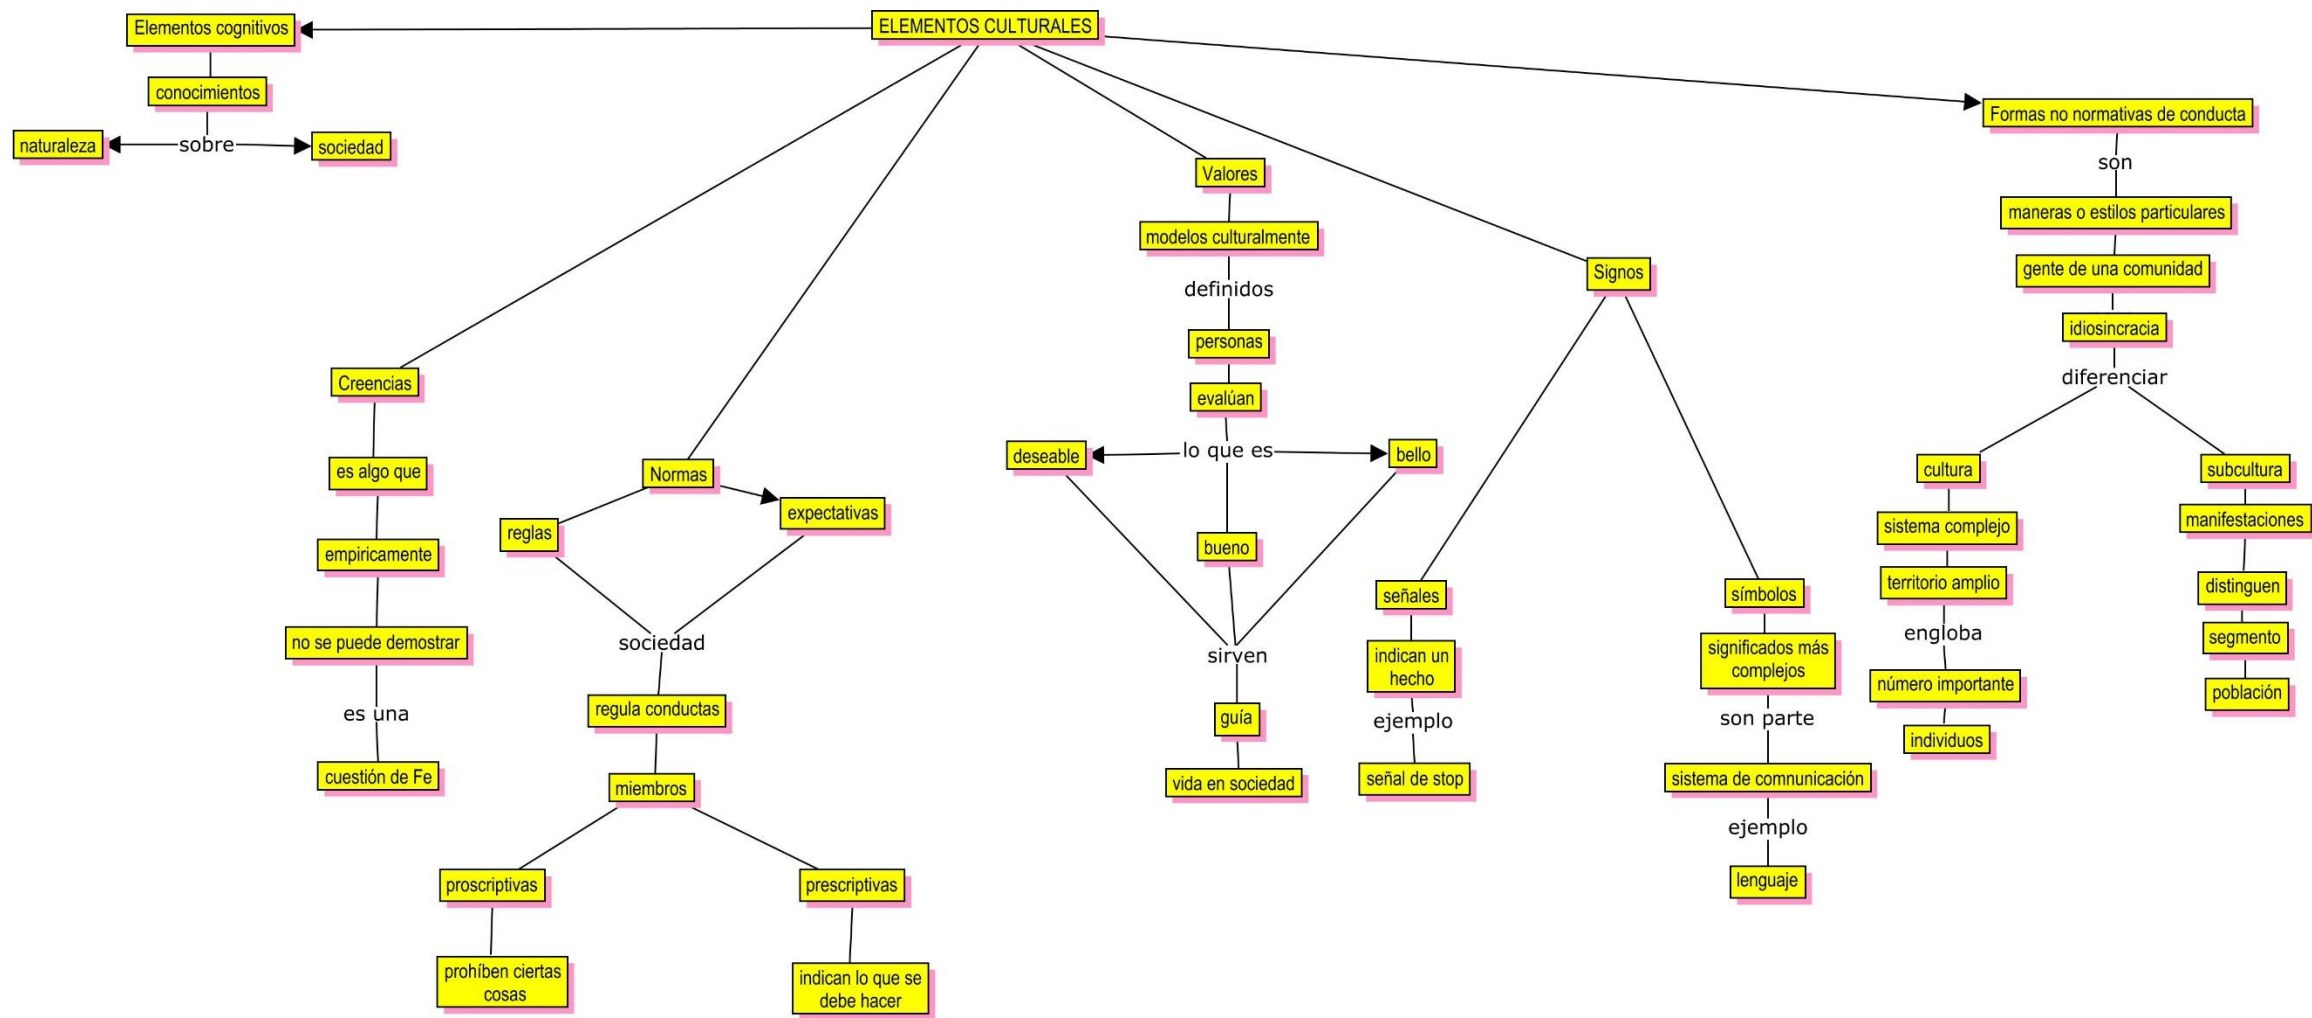 ELEMENTOS CULTURALES
Elementos cognitivos
conocimientos
sobre
naturaleza
sociedad
Creencias
es algo que
empiricamente
no se puede demostrar
es una
cuestión de Fe
Normas
reglas
expectativas
sociedad
regula conductas
miembros
proscriptivas
prohíben ciertas
cosas
prescriptivas
indican lo que se
debe hacer
Valores
modelos culturalmente
definidos
personas
evalúan
lo que es
deseable
bueno
bello
sirven
guía
vida en sociedad
Signos
señales
indican un
hecho
ejemplo
señal de stop
símbolos
significados más
complejos
son parte
sistema de comnunicación
ejemplo
lenguaje
Formas no normativas de conducta
son
maneras o estilos particulares
gente de una comunidad
idiosincracia
diferenciar
cultura
sistema complejo
territorio amplio
engloba
número importante
individuos
subcultura
manifestaciones
distinguen
segmento
población